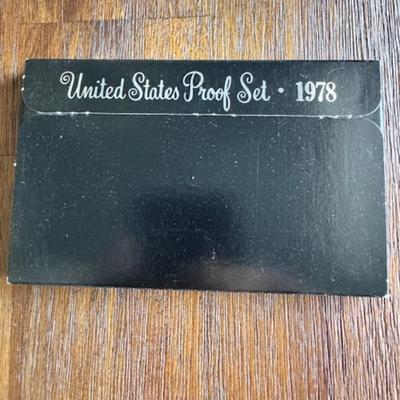 United States Proof Set • 1978